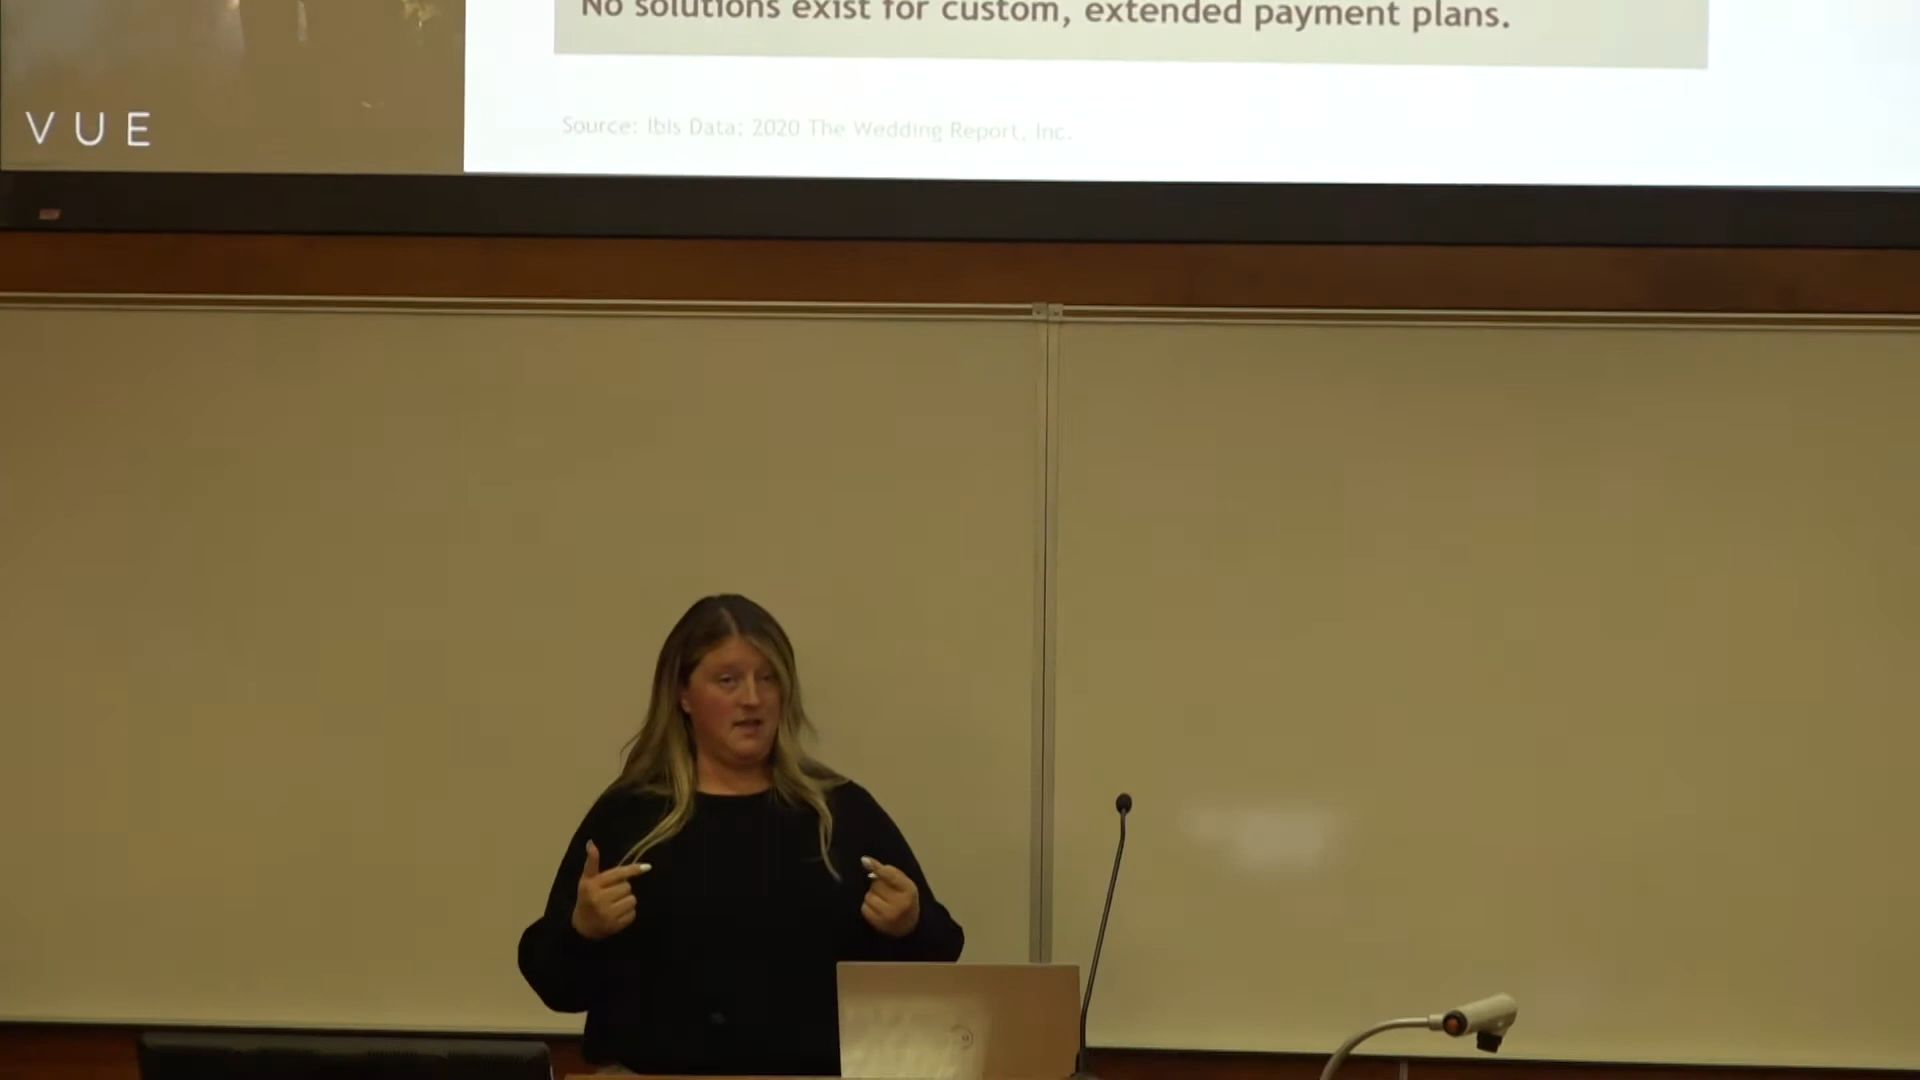 No solutions exist for custom, extended payment plans.
VUE
Source: Ibis Data; 2020 The Wedding Report, Inc.